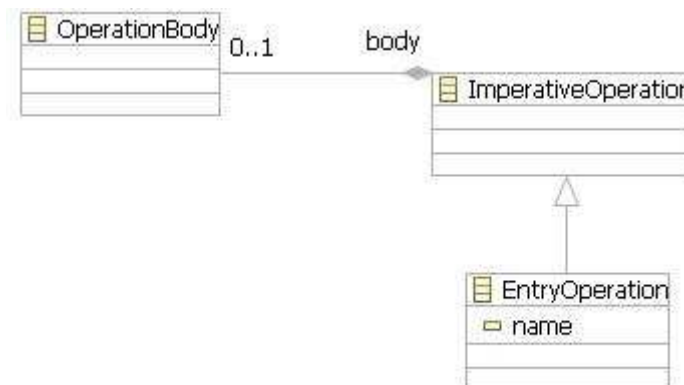 OperationBody
0..1
body
ImperativeOperation
EntryOperation
name